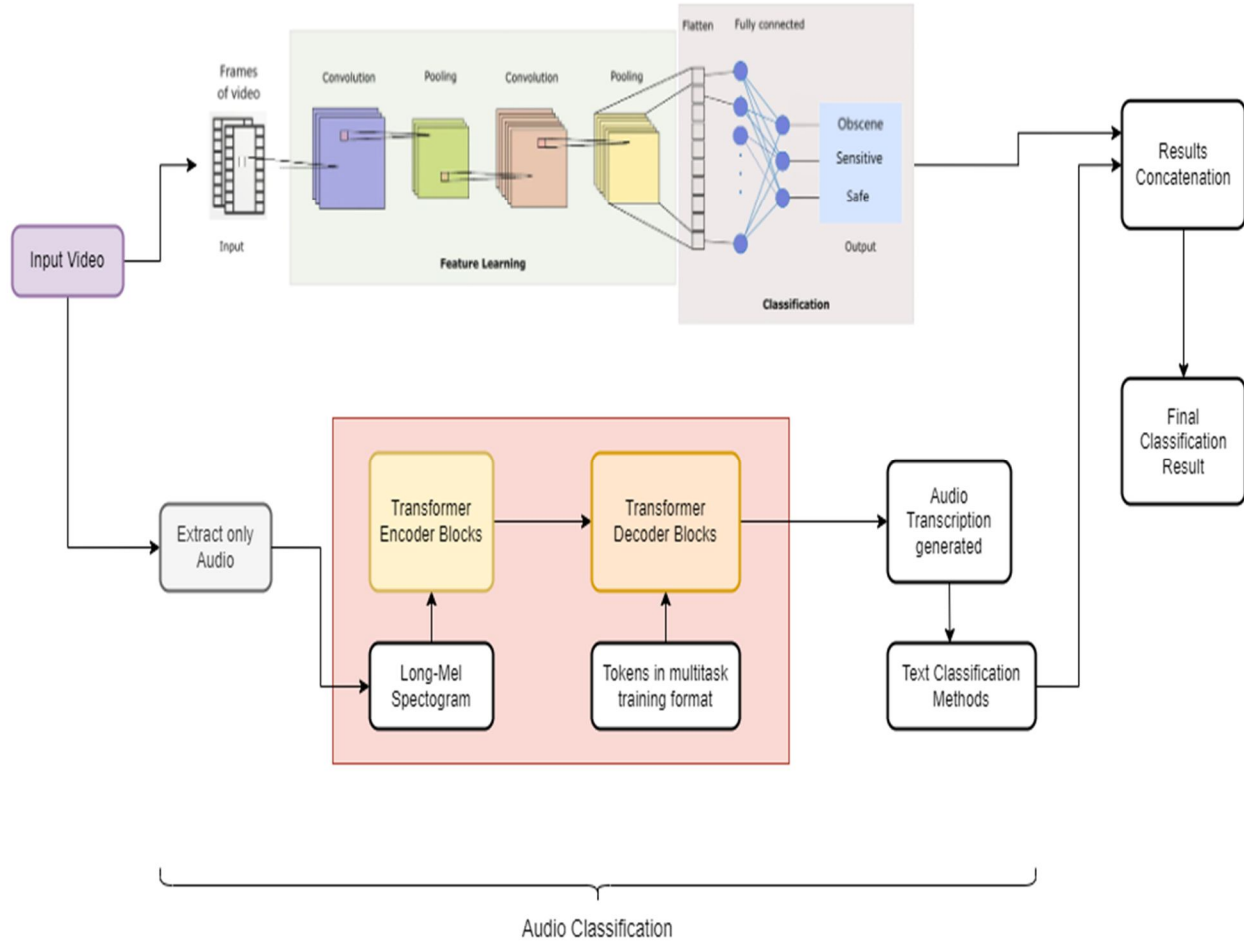 Flatten
Fully connected
Frames
of video
Convolution
Pooling
Convolution
Pooling
Obscene
Sensitive
Safe
Input
Output
Feature Learning
Classification
Input Video
Results
Concatenation
Final
Classification
Result
Extract only
Audio
Transformer
Encoder Blocks
Transformer
Decoder Blocks
Audio
Transcription
generated
Long-Mel
Spectogram
Tokens in multitask
training format
Text Classification
Methods
Audio Classification